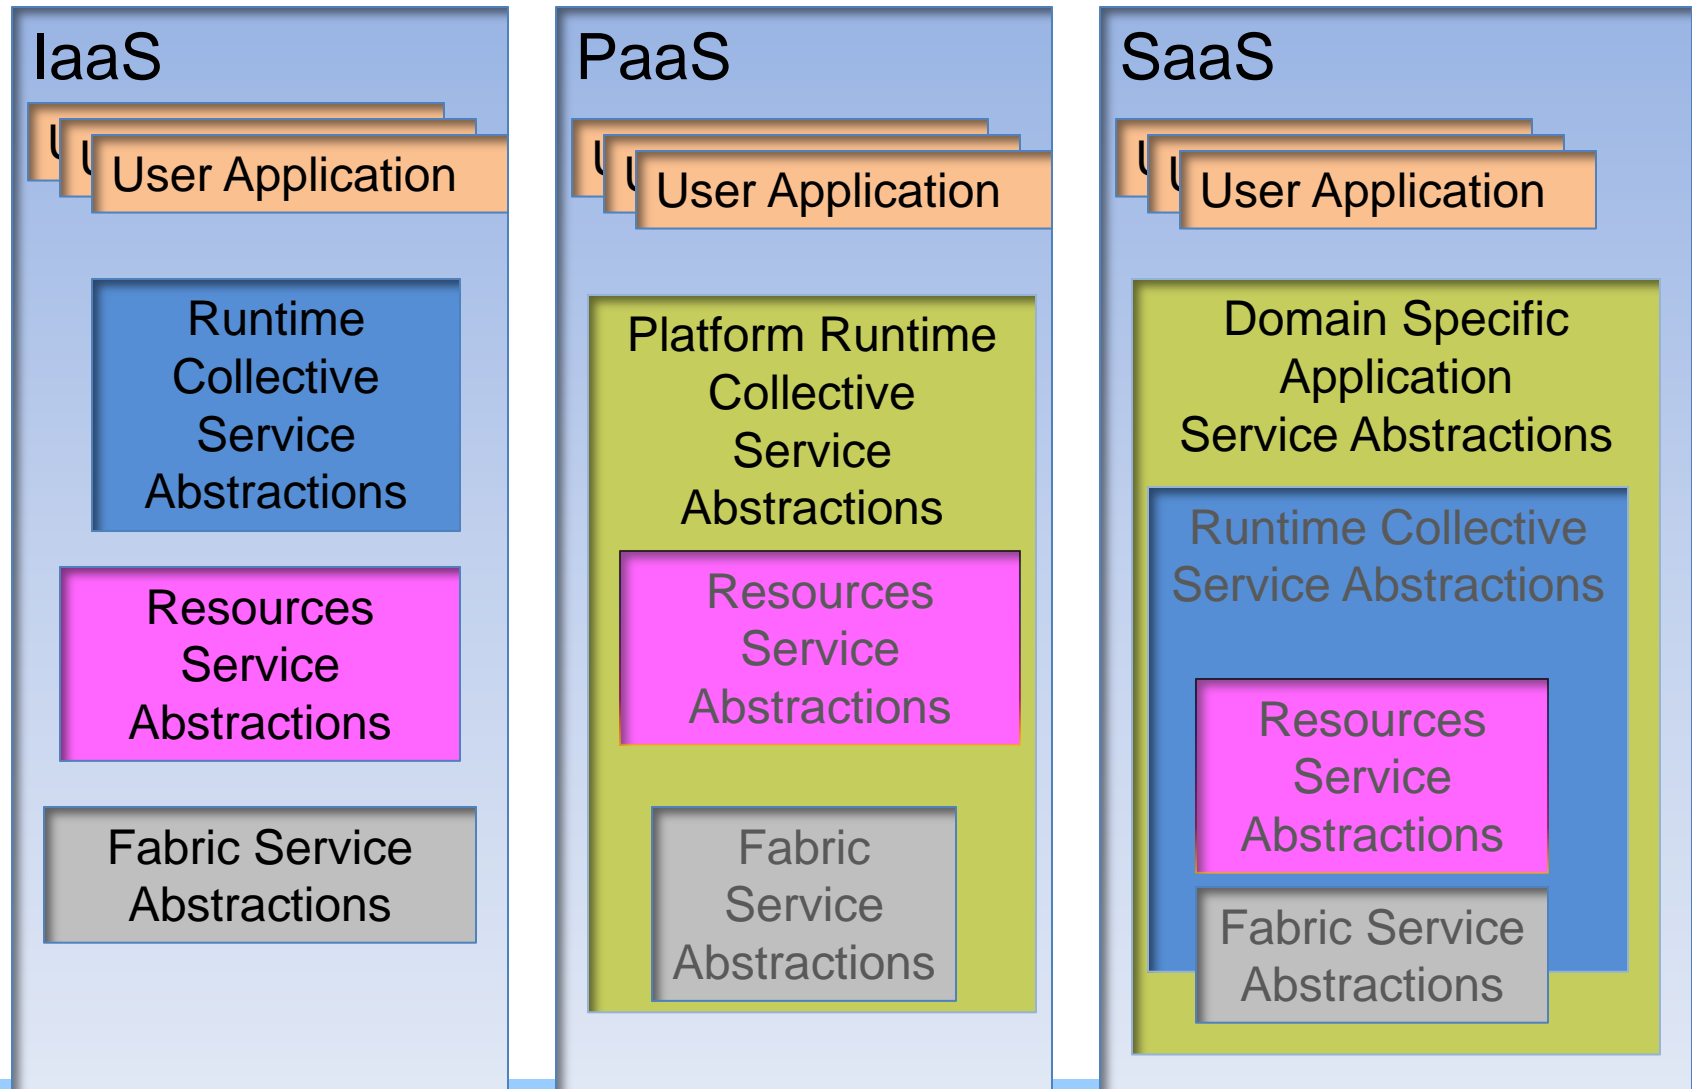 IaaS
U
U
User Application
Runtime
Collective
Service
Abstractions
Resources
Service
Abstractions
Fabric Service
Abstractions
PaaS
U
U
User Application
Platform Runtime
Collective
Service
Abstractions
Resources
Service
Abstractions
Fabric
Service
Abstractions
SaaS
U
U
User Application
Domain Specific
Application
Service Abstractions
Runtime Collective
Service Abstractions
Resources
Service
Abstractions
Fabric Service
Abstractions